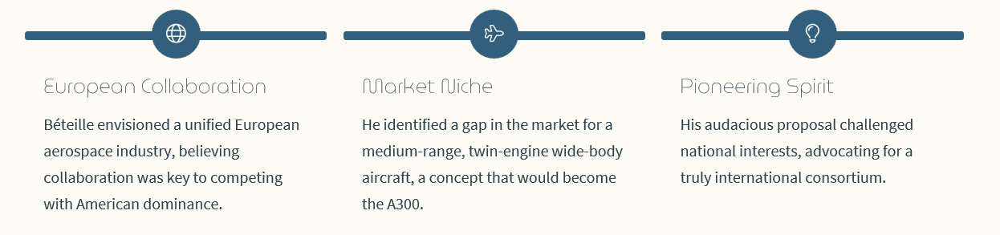 European Collaboration
Béteille envisioned a unified European
aerospace industry, believing
collaboration was key to competing
with American dominance.
Market Niche
He identified a gap in the market for a
medium-range, twin-engine wide-body
aircraft, a concept that would become
the A300.
Pioneering Spirit
His audacious proposal challenged
national interests, advocating for a
truly international consortium.